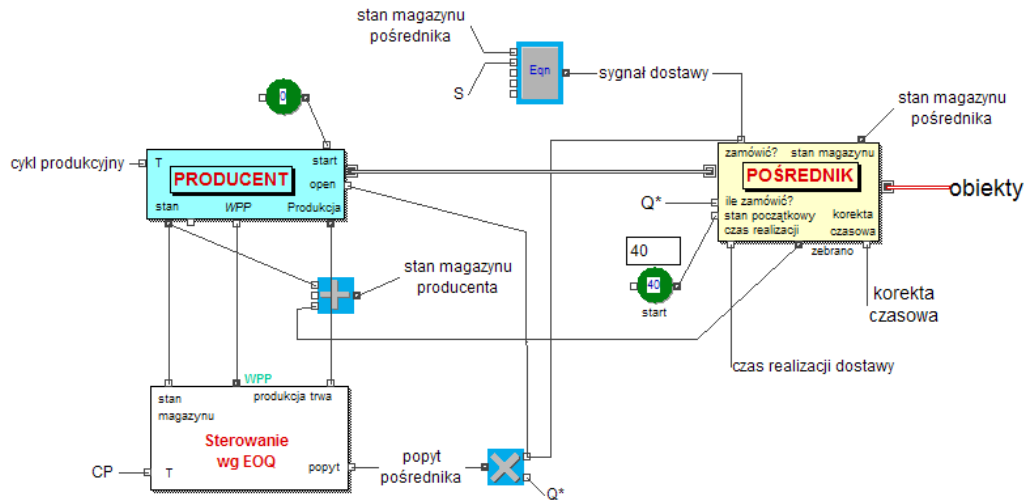 stan magazynu
pośrednika
Eqn
sygnał dostawy
S
0
stan magazynu
pośrednika
cykl produkcyjny
T
start
PRODUCENT
open
stan
WPP
Produkcja
zamówić?
stan magazynu
POŚREDNIK
obiekty
Q*
ile zamówić?
stan początkowy
czas realizacji
korekta
czasowa
zebrano
40
40
start
stan magazynu
producenta
korekta
czasowa
czas realizacji dostawy
WPP
stan
magazynu
produkcja trwa
Sterowanie
wg EOQ
popyt
CP
T
popyt
pośrednika
Q*